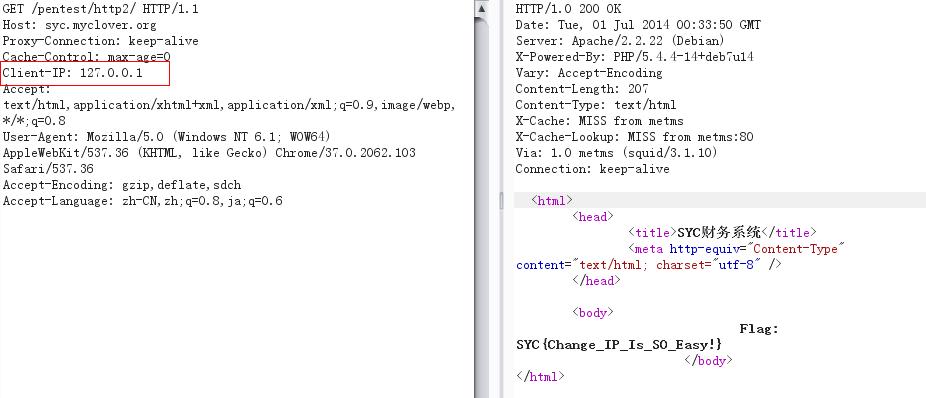 GET /pentest/http2/ HTTP/1.1
Host: syc.myclover.org
Proxy-Connection: keep-alive
Cache-Control: max-age=0
Client-IP: 127.0.0.1
Accept:
text/html,application/xhtml+xml,application/xml;q=0.9,image/webp,
*/*;q=0.8
User-Agent: Mozilla/5.0 (Windows NT 6.1; WOW64)
AppleWebKit/537.36 (KHTML, like Gecko) Chrome/37.0.2062.103
Safari/537.36
Accept-Encoding: gzip,deflate,sdch
Accept-Language: zh-CN,zh;q=0.8,ja;q=0.6
HTTP/1.0 200 OK
Date: Tue, 01 Jul 2014 00:33:50 GMT
Server: Apache/2.2.22 (Debian)
X-Powered-By: PHP/5.4.4-14+deb7u14
Vary: Accept-Encoding
Content-Length: 207
Content-Type: text/html
X-Cache: MISS from metms
X-Cache-Lookup: MISS from metms:80
Via: 1.0 metms (squid/3.1.10)
Connection: keep-alive
<html>
<head>
<title>SYC财务系统</title>
<meta http-equiv="Content-Type"
content="text/html; charset="utf-8" />
</head>
<body>
Flag:
SYC{Change_IP_Is_SO_Easy!}
</body>
</html>